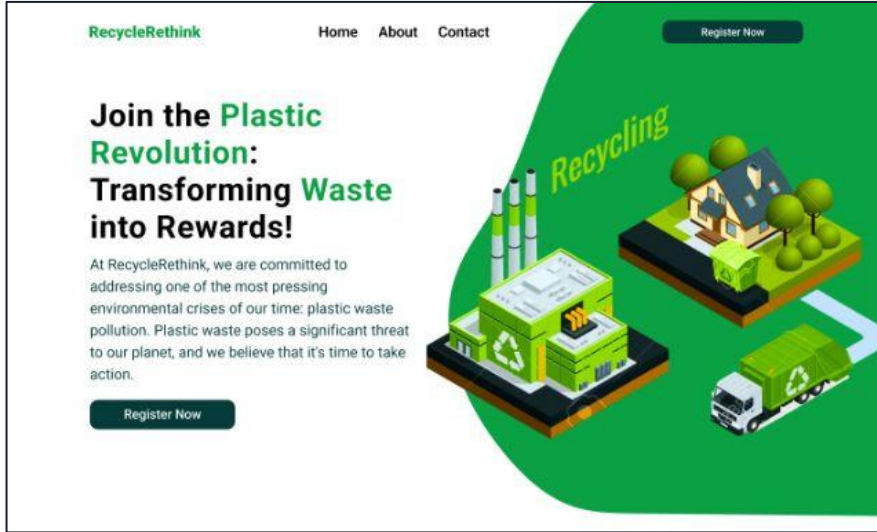 RecycleRethink
Home About Contact
Register Now
Join the Plastic
Revolution:
Transforming Waste
into Rewards!
At RecycleRethink, we are committed to
addressing one of the most pressing
environmental crises of our time: plastic waste
pollution. Plastic waste poses a significant threat
to our planet, and we believe that it's time to take
action.
Register Now
Recycling